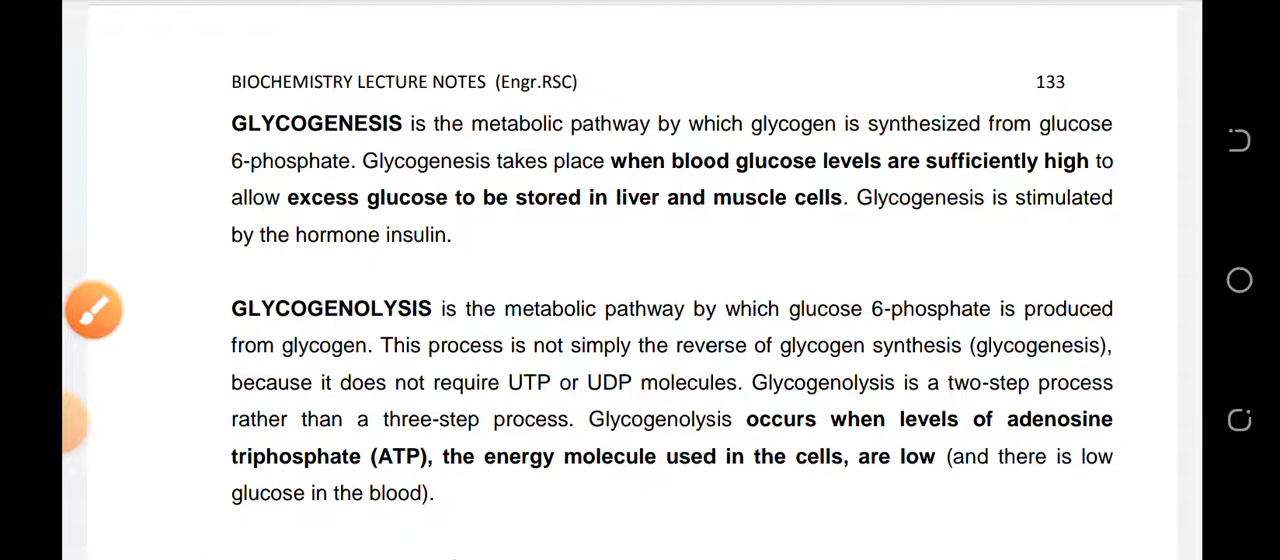 BIOCHEMISTRY LECTURE NOTES (Engr.RSC) 133
GLYCOGENESIS is the metabolic pathway by which glycogen is synthesized from glucose
6-phosphate. Glycogenesis takes place when blood glucose levels are sufficiently high to
allow excess glucose to be stored in liver and muscle cells. Glycogenesis is stimulated
by the hormone insulin.
GLYCOGENOLYSIS is the metabolic pathway by which glucose 6-phosphate is produced
from glycogen. This process is not simply the reverse of glycogen synthesis (glycogenesis),
because it does not require UTP or UDP molecules. Glycogenolysis is a two-step process
rather than a three-step process. Glycogenolysis occurs when levels of adenosine
triphosphate (ATP), the energy molecule used in the cells, are low (and there is low
glucose in the blood).